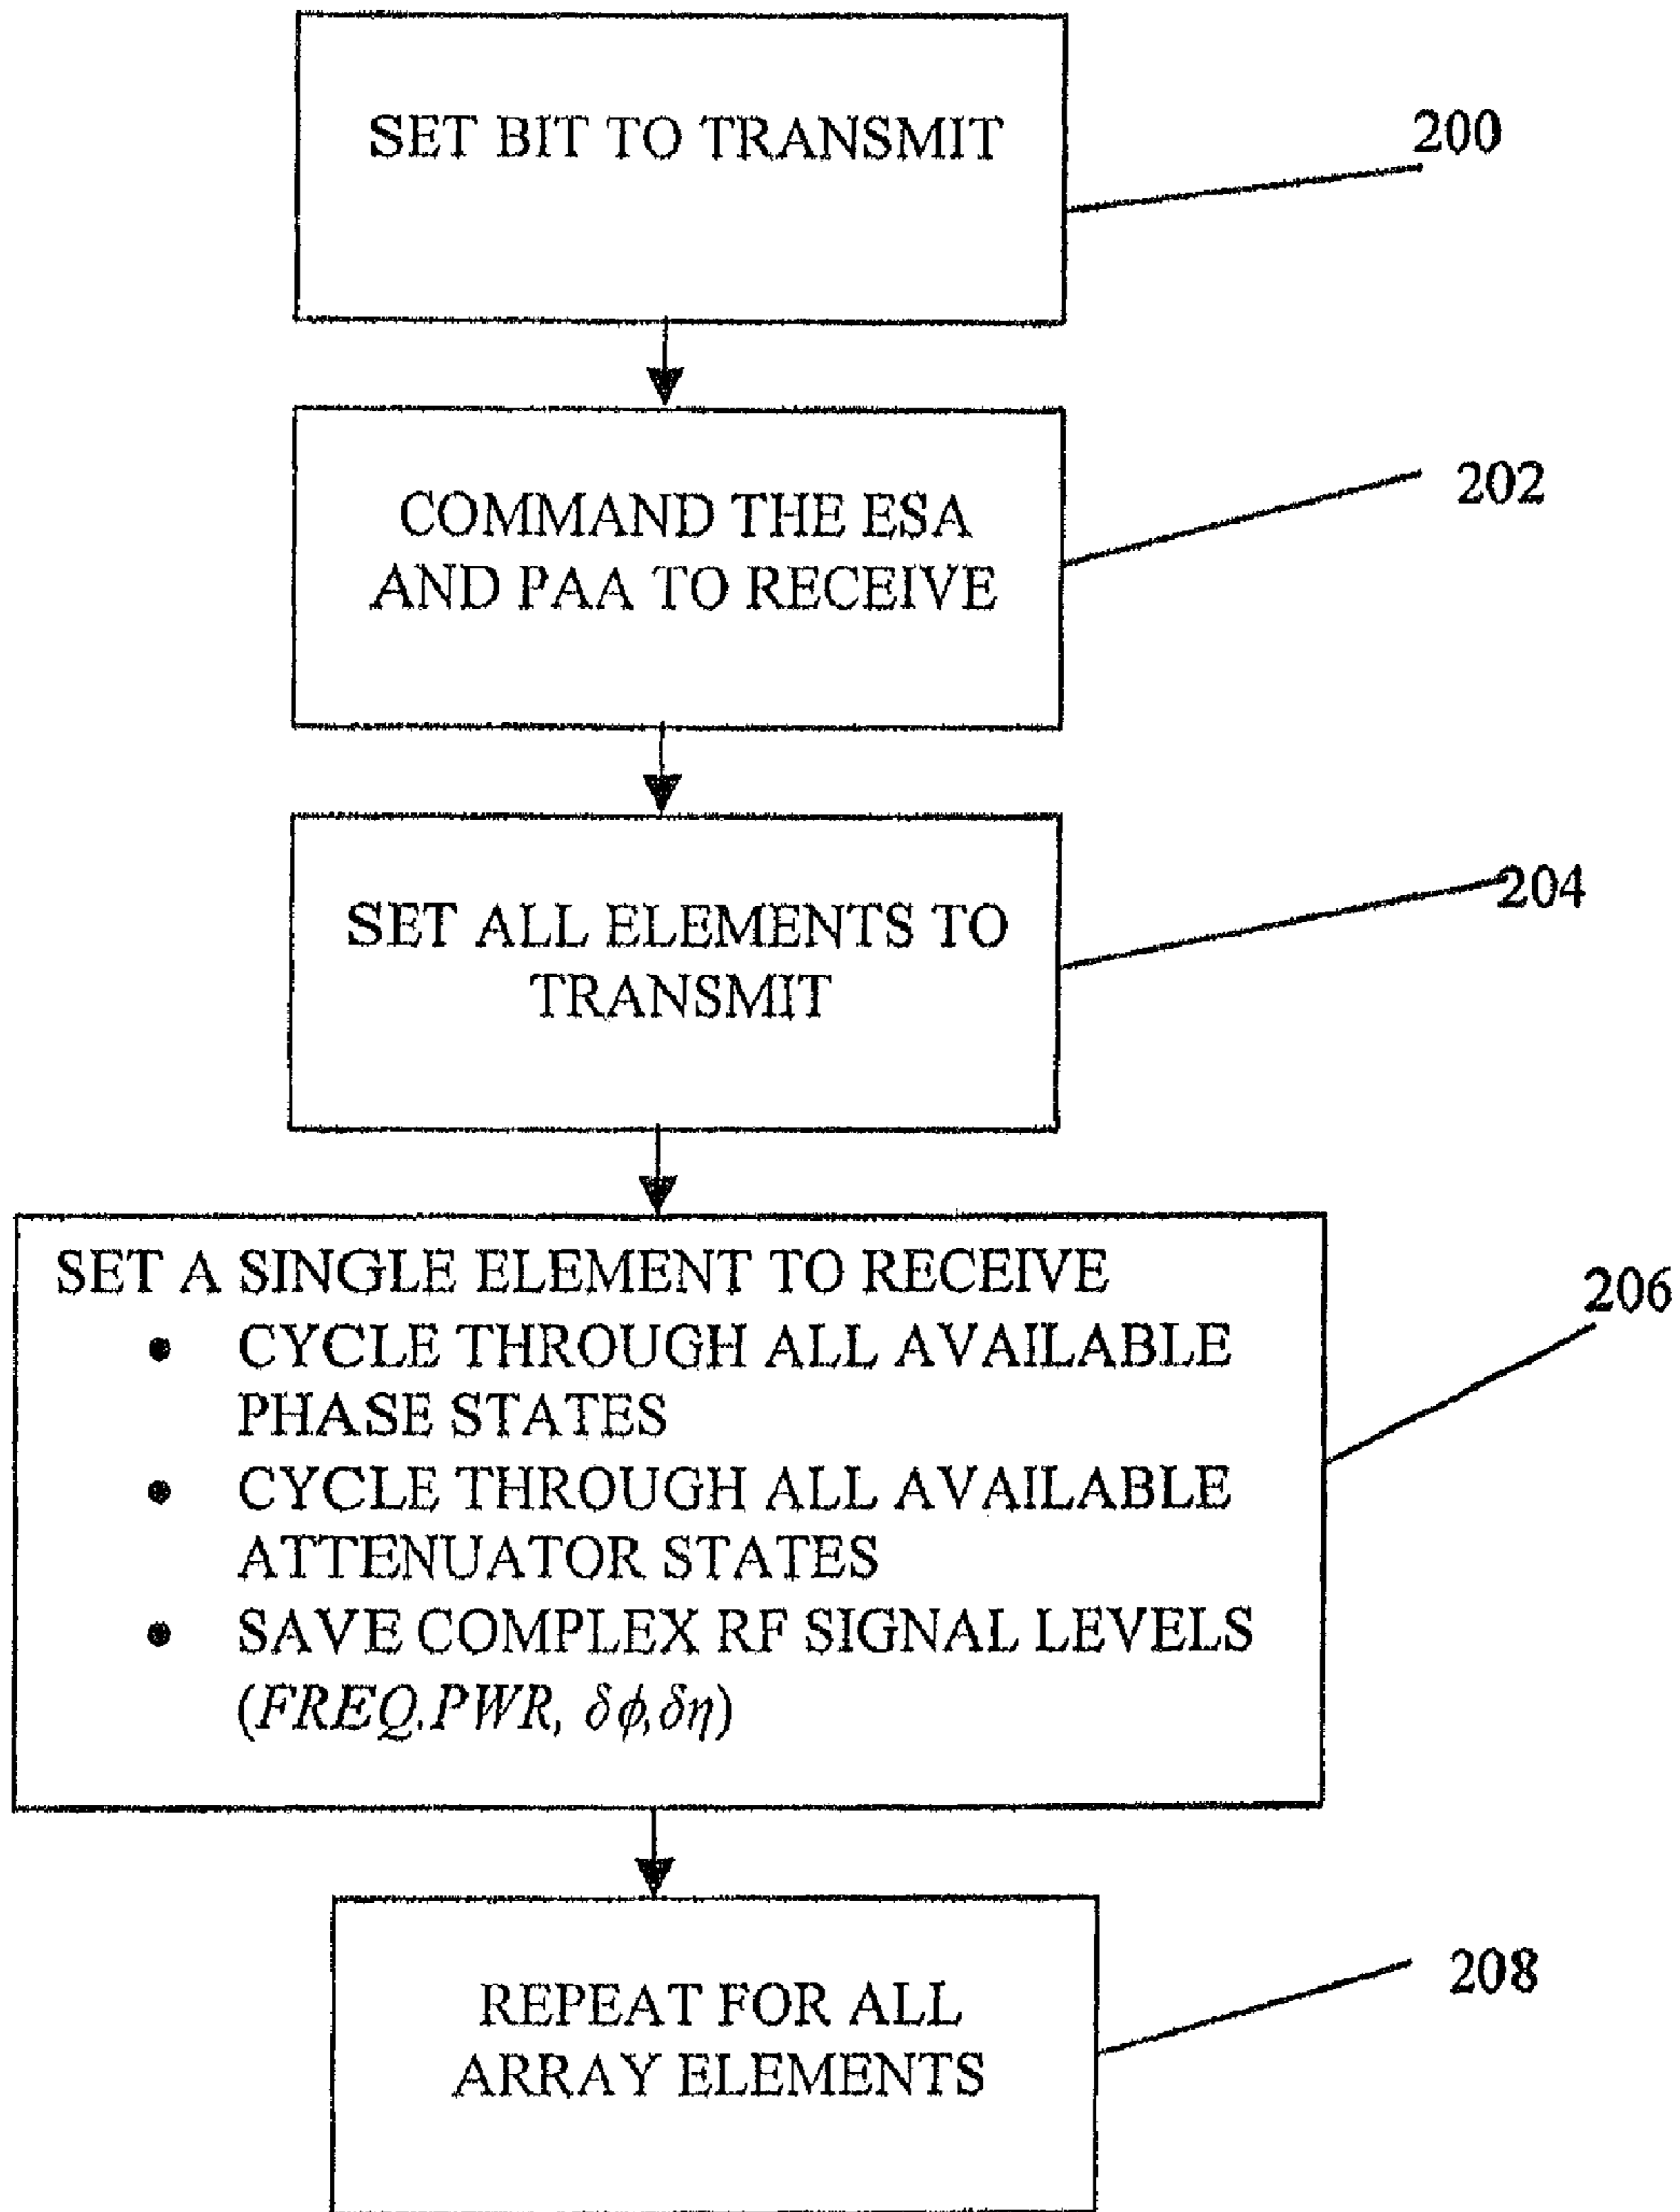 SET BIT TO TRANSMIT
200
COMMAND THE ESA
AND PAA TO RECEIVE
202
SET ALL ELEMENTS TO
TRANSMIT
204
SET A SINGLE ELEMENT TO RECEIVE
• CYCLE THROUGH ALL AVAILABLE
PHASE STATES
• CYCLE THROUGH ALL AVAILABLE
ATTENUATOR STATES
• SAVE COMPLEX RF SIGNAL LEVELS
(FREQ.PWR, δϕ,δη)
206
REPEAT FOR ALL
ARRAY ELEMENTS
208